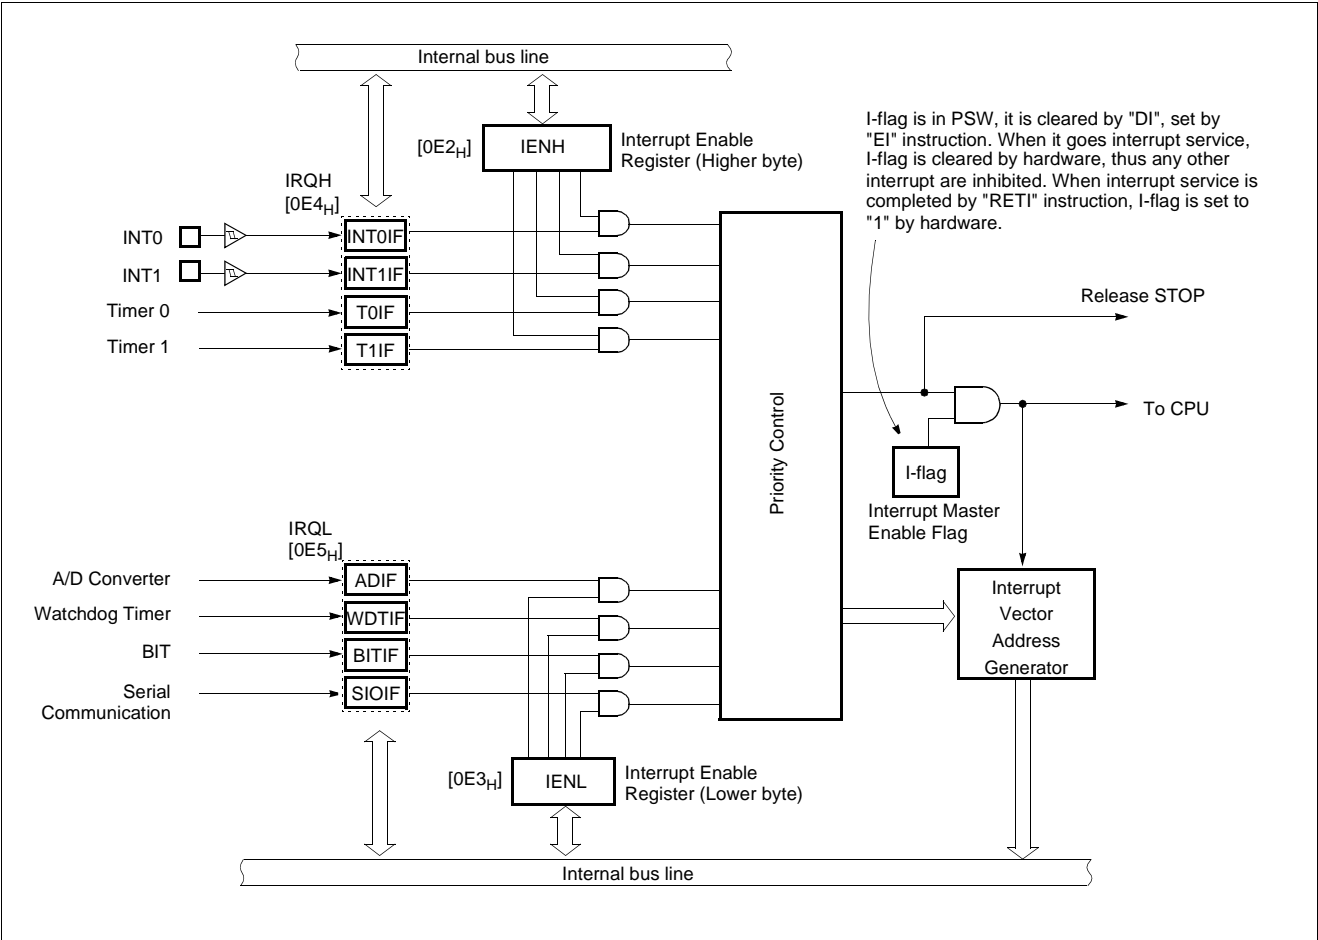 Internal bus line
I-flag is in PSW, it is cleared by "DI", set by
"EI" instruction. When it goes interrupt service,
I-flag is cleared by hardware, thus any other
interrupt are inhibited. When interrupt service is
completed by "RETI" instruction, I-flag is set to
"1" by hardware.
[0E2H]
IENH
Interrupt Enable
Register (Higher byte)
IRQH
[0E4H]
INT0
INT0IF
INT1
INT1IF
Timer 0
T0IF
Timer 1
T1IF
Release STOP
To CPU
Priority Control
I-flag
Interrupt Master
Enable Flag
IRQL
[0E5H]
A/D Converter
ADIF
Watchdog Timer
WDTIF
BIT
BITIF
Serial
Communication
SIOIF
Interrupt
Vector
Address
Generator
[0E3H]
IENL
Interrupt Enable
Register (Lower byte)
Internal bus line